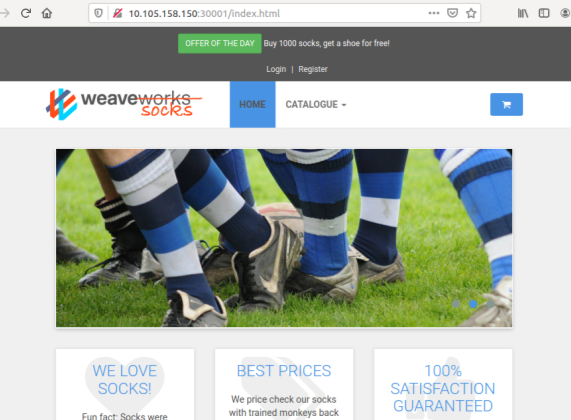 10.105.158.150:30001/index.html
OFFER OF THE DAY Buy 1000 socks, get a shoe for free!
Login | Register
weaveworks
socks
HOME CATALOGUE
WE LOVE
SOCKS!
Fun fact: Socks were
BEST PRICES
We price check our socks
with trained monkeys back
100%
SATISFACTION
GUARANTEED